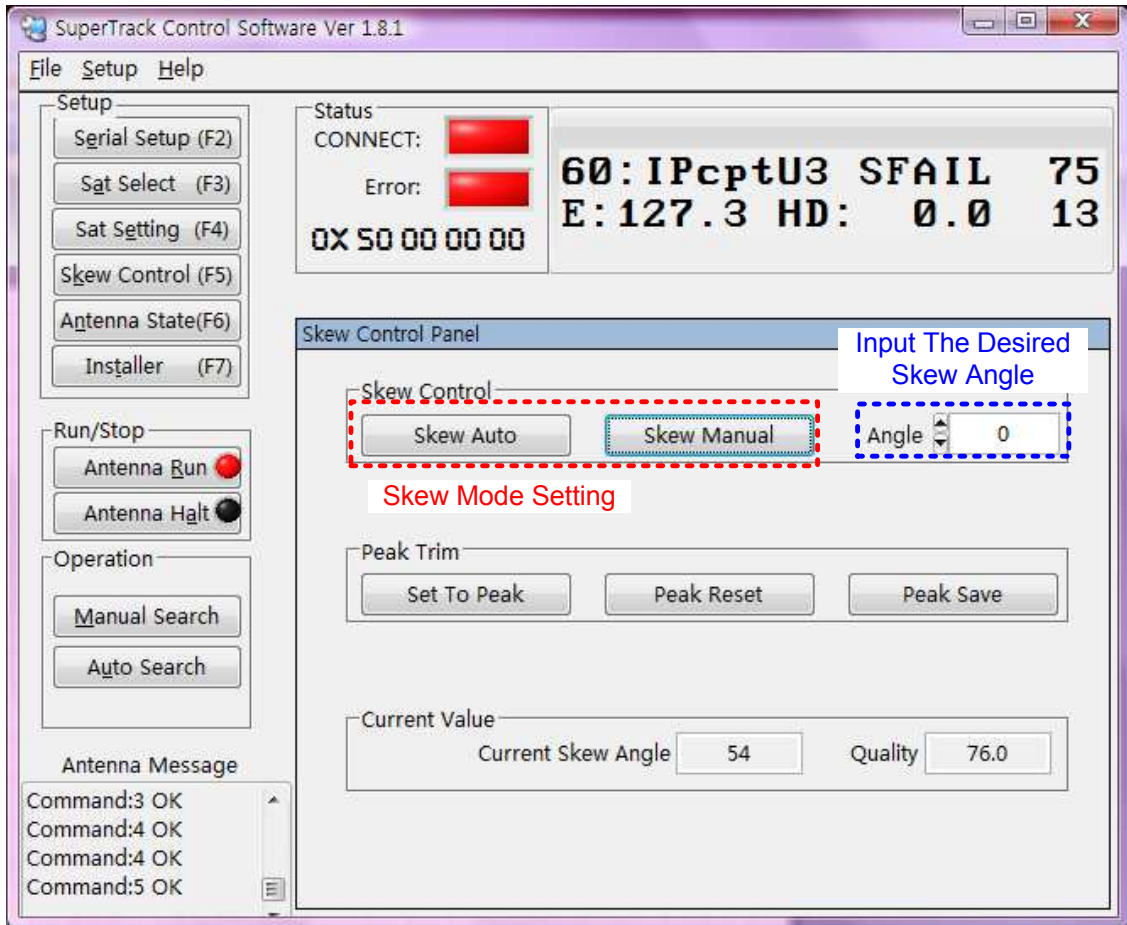 SuperTrack Control Software Ver 1.8.1
File Setup Help
Setup
Serial Setup (F2)
Sat Select (F3)
Sat Setting (F4)
Skew Control (F5)
Antenna State(F6)
Installer (F7)
Run/Stop
Antenna Run
Antenna Halt
Operation
Manual Search
Auto Search
Antenna Message
Command:3 OK
Command:4 OK
Command:4 OK
Command:5 OK
Status
CONNECT:
Error:
0X 50 00 00 00
60:IPcptU3 SFAIL 75
E:127.3 HD: 0.0 13
Skew Control Panel
Input The Desired
Skew Angle
Skew Control
Skew Auto
Skew Manual
Angle 0
Skew Mode Setting
Peak Trim
Set To Peak
Peak Reset
Peak Save
Current Value
Current Skew Angle 54
Quality 76.0